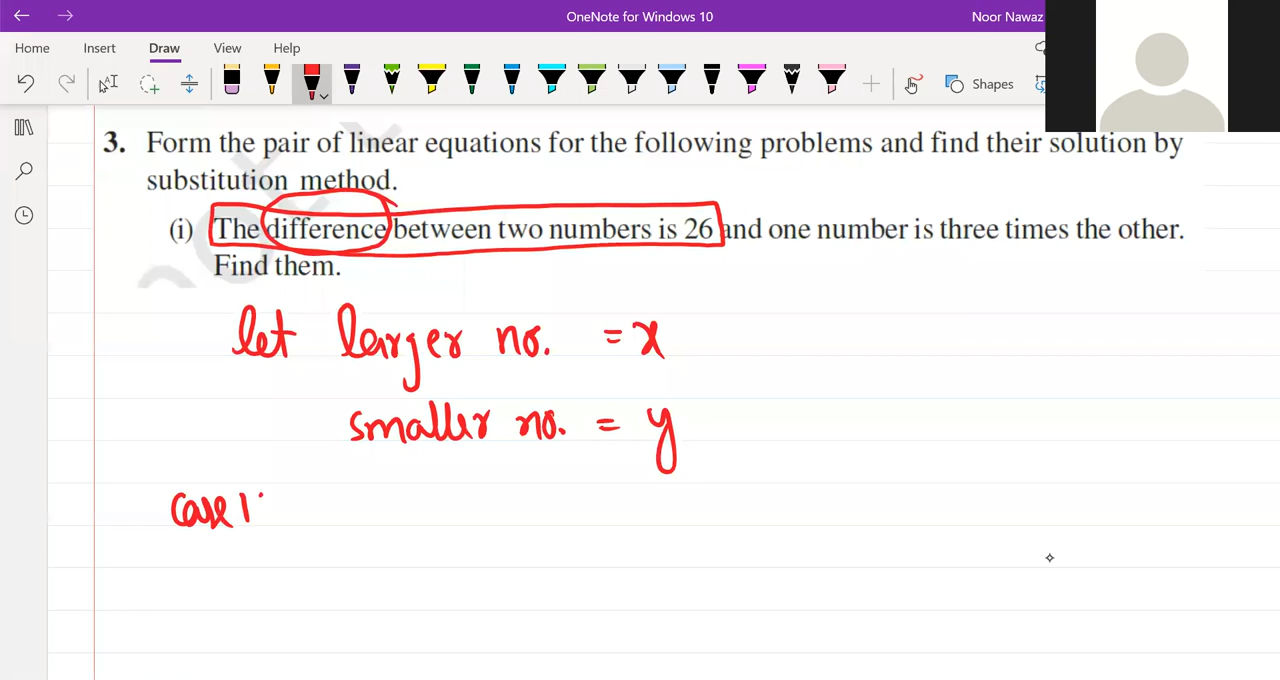 OneNote for Windows 10
Noor Nawaz
Home Insert Draw View Help
Shapes
3. Form the pair of linear equations for the following problems and find their solution by
substitution method.
(i) The difference between two numbers is 26 and one number is three times the other.
Find them.
let larger no. = x
smaller no. = y
case 1: